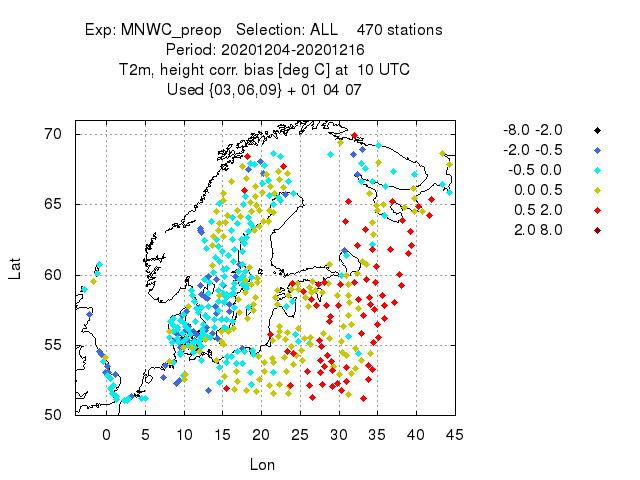 Exp: MNWC_preop   Selection: ALL    470 stations
Period: 20201204-20201216
T2m, height corr. bias [deg C] at  10 UTC
Used {03,06,09} + 01 04 07
-8.0 -2.0
-2.0 -0.5
-0.5 0.0
0.0 0.5
0.5 2.0
2.0 8.0
70
65
60
55
50
Lat
0 5 10 15 20 25 30 35 40 45
Lon